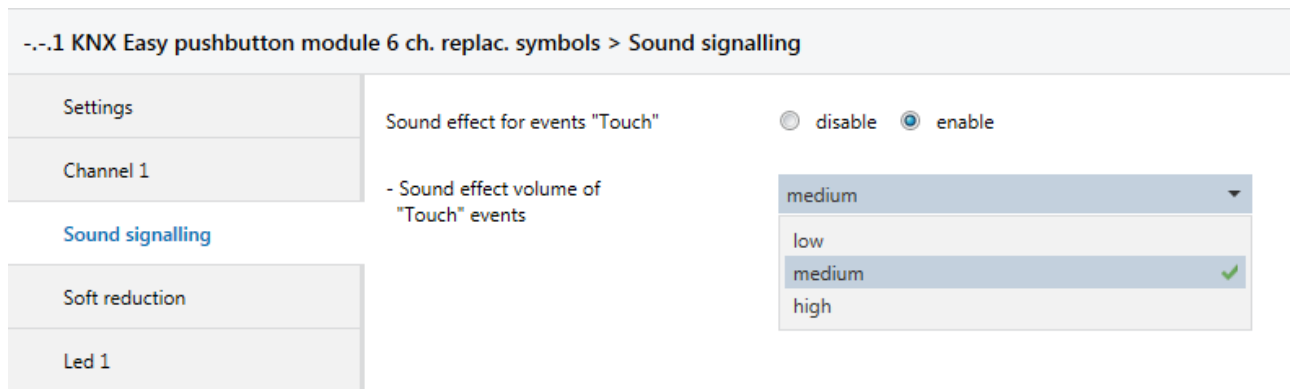 -.-.1 KNX Easy pushbutton module 6 ch. replac. symbols > Sound signalling
Settings
Channel 1
Sound signalling
Soft reduction
Led 1
Sound effect for events "Touch"
disable
enable
- Sound effect volume of
"Touch" events
medium
low
medium
high